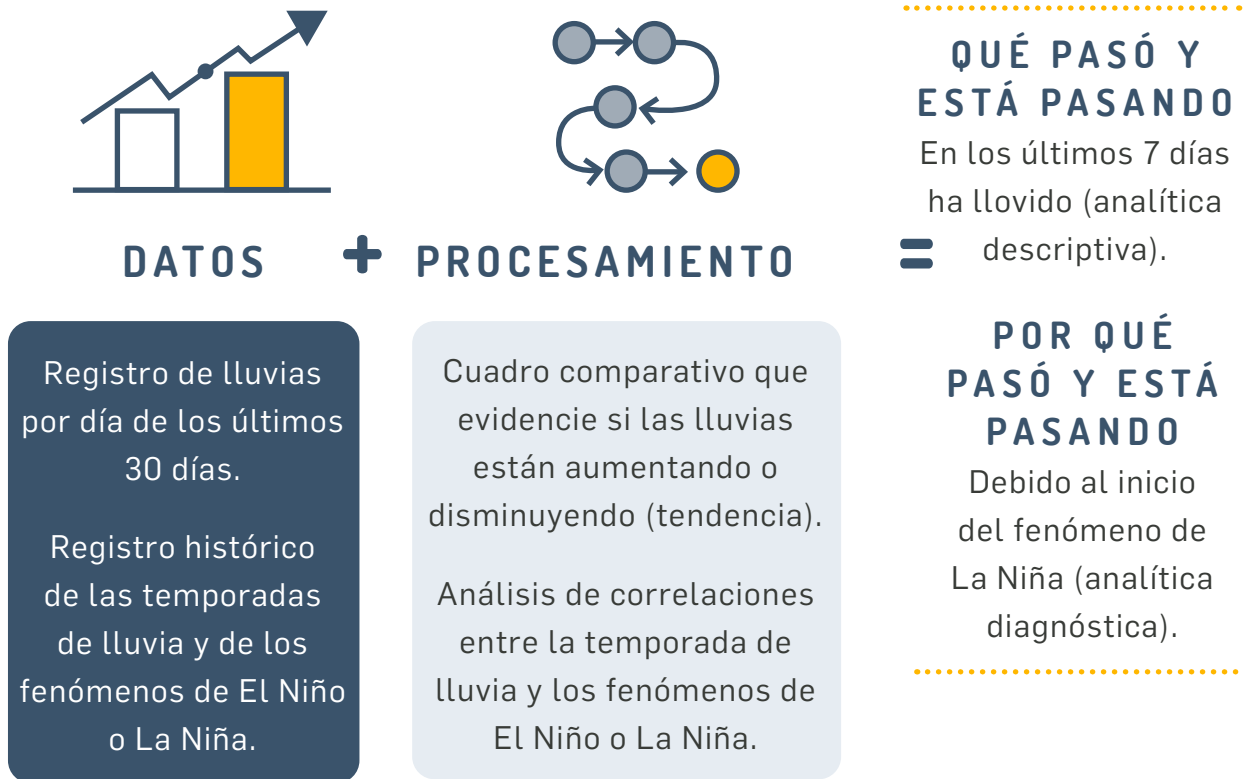 DATOS
+
PROCESAMIENTO
=
Registro de lluvias
por día de los últimos
30 días.
Registro histórico
de las temporadas
de lluvia y de los
fenómenos de El Niño
o La Niña.
Cuadro comparativo que
evidencie si las lluvias
están aumentando o
disminuyendo (tendencia).
Análisis de correlaciones
entre la temporada de
lluvia y los fenómenos de
El Niño o La Niña.
QUÉ PASÓ Y
ESTÁ PASANDO
En los últimos 7 días
ha llovido (analítica
descriptiva).
POR QUÉ
PASÓ Y ESTÁ
PASANDO
Debido al inicio
del fenómeno de
La Niña (analítica
diagnóstica).